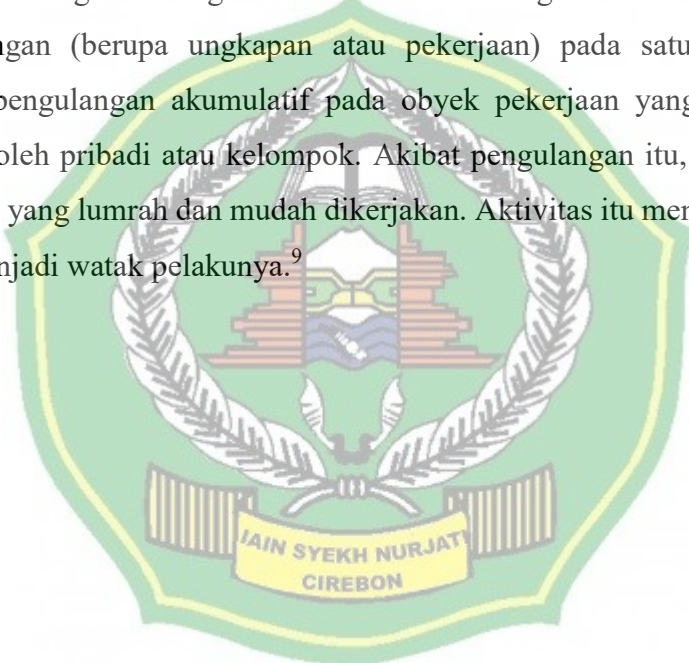 ngan (berupa ungkapan atau pekerjaan) pada satu
pengulangan akumulatif pada obyek pekerjaan yang
oleh pribadi atau kelompok. Akibat pengulangan itu,
yang lumrah dan mudah dikerjakan. Aktivitas itu mer
njadi watak pelakunya.⁹
IAIN SYEKH NURJATI
CIREBON